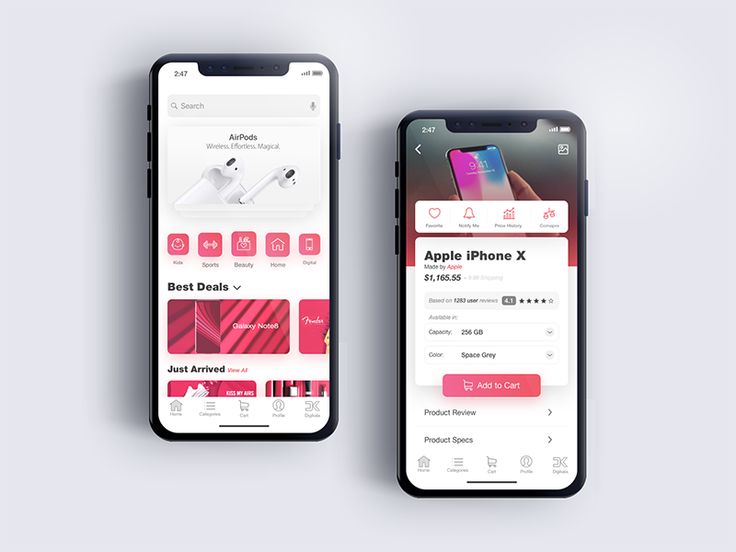 2:47
Search
AirPods
Wireless. Effortless. Magical.
Kids
Sports
Beauty
Home
Digital
Best Deals
Galaxy Note8
Fender
Just Arrived View All
KISS MY AIRS
Home
Categories
Cart
Profile
Digikala
2:47
9:41
Favorite
Notify Me
Price History
Comapre
Apple iPhone X
Made by Apple
$1,165.55 + 9.88 Shipping
Based on 1283 user reviews 4.1
Available in:
Capacity: 256 GB
Color: Space Grey
Add to Cart
Product Review
Product Specs
Home
Categories
Cart
Profile
Digikala